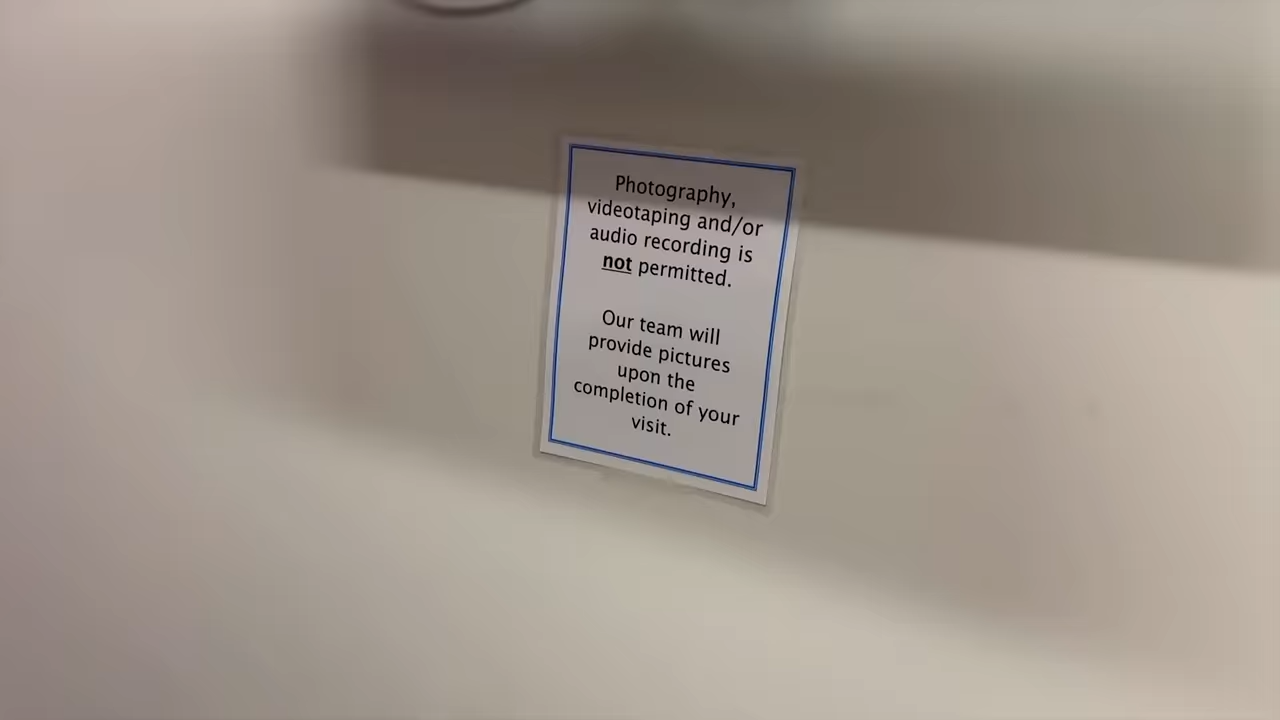 Photography,
videotaping and/or
audio recording is
not permitted.
Our team will
provide pictures
upon the
completion of your
visit.